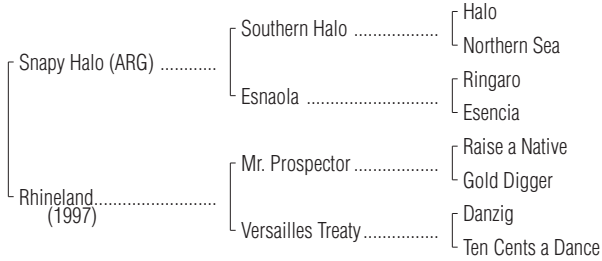 Halo
Southern Halo ..................
Northern Sea
Snapy Halo (ARG) ............
Ringaro
Esnaola ............................
Esencia
Raise a Native
Mr. Prospector ..................
Gold Digger
Rhineland..........................
(1997)
Danzig
Versailles Treaty................
Ten Cents a Dance